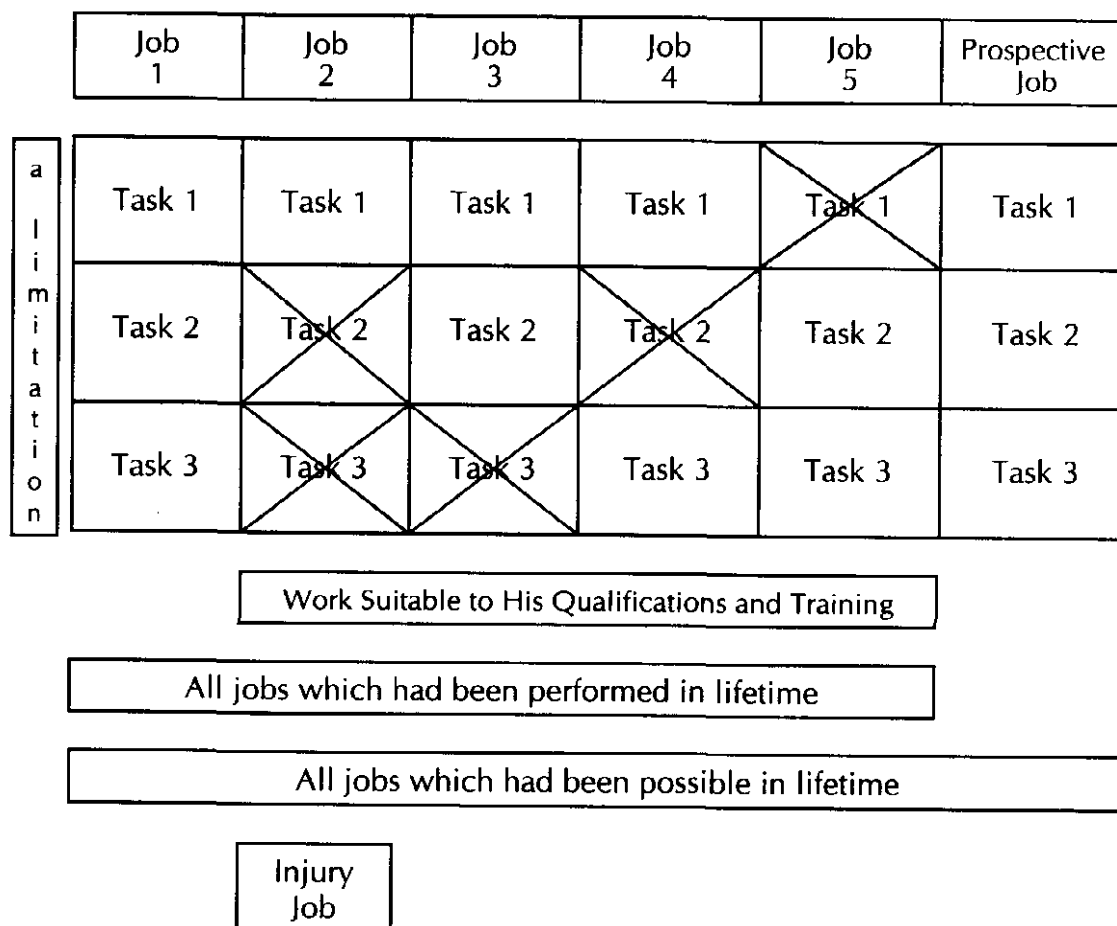 Job 1
Job 2
Job 3
Job 4
Job 5
Prospective Job
a limitation
Task 1
Task 1
Task 1
Task 1
Task 1
Task 1
Task 2
Task 2
Task 2
Task 2
Task 2
Task 2
Task 3
Task 3
Task 3
Task 3
Task 3
Task 3
Work Suitable to His Qualifications and Training
All jobs which had been performed in lifetime
All jobs which had been possible in lifetime
Injury
Job